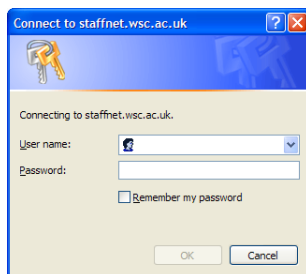 Connect to staffnet.wsc.ac.uk
Connecting to staffnet.wsc.ac.uk.
User name:
Password:
Remember my password
OK
Cancel